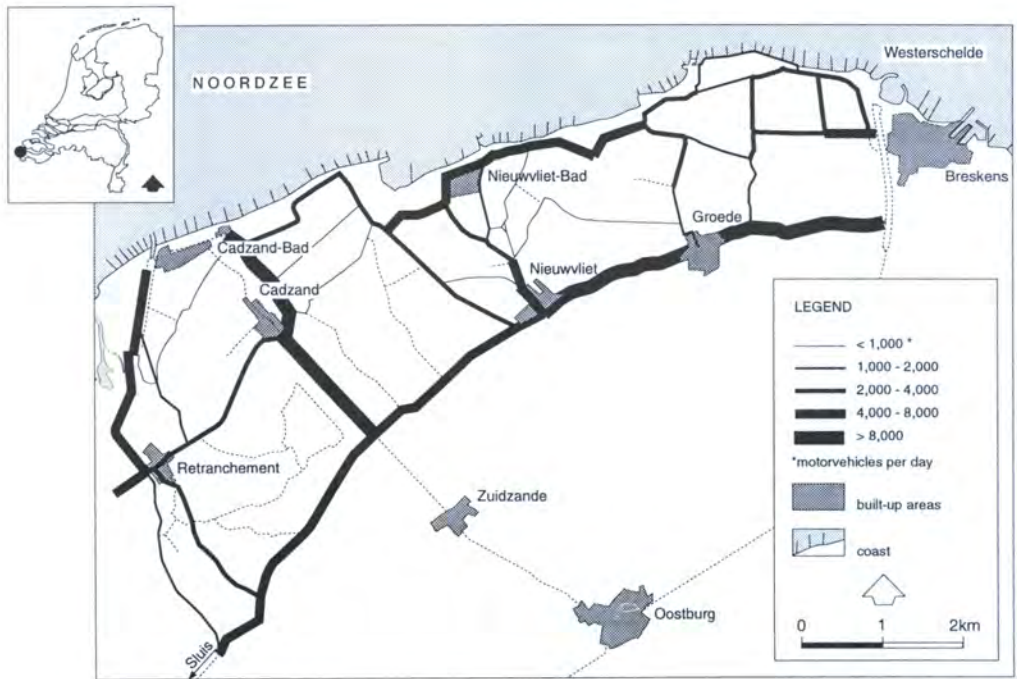 NOORDZEE
Westerschelde
Breskens
Nieuwvliet-Bad
Groede
Cadzand-Bad
Nieuwvliet
Cadzand
Retranchement
Zuidzande
Oostburg
Sluis
LEGEND
< 1,000 *
1,000 - 2,000
2,000 - 4,000
4,000 - 8,000
> 8,000
*motorvehicles per day
built-up areas
coast
0 1 2km